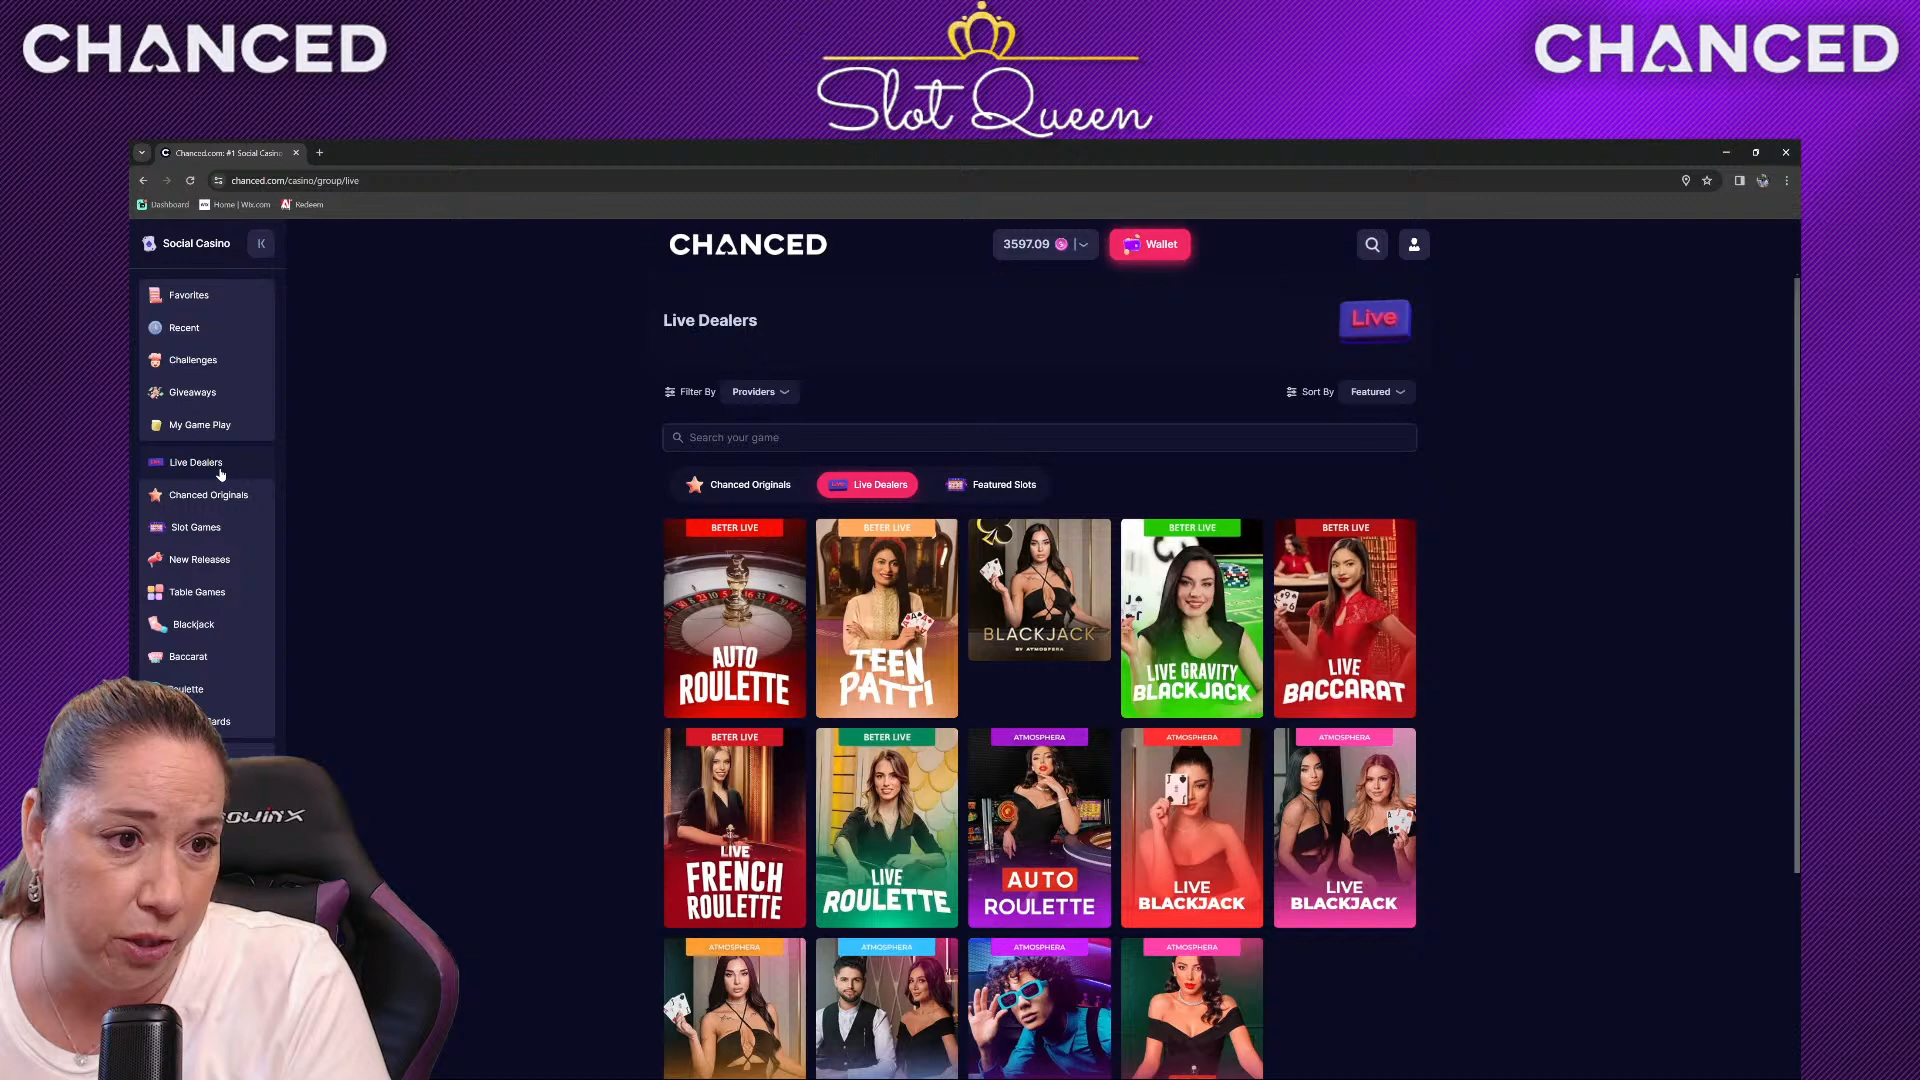 CHANCED
Slot Queen
CHANCED
Chanced.com: #1 Social Casino
chanced.com/casino/group/live
Dashboard
Home | Wix.com
Redeem
Social Casino
CHANCED
3597.09
Wallet
Favorites
Recent
Challenges
Giveaways
My Game Play
Live Dealers
Chanced Originals
Slot Games
New Releases
Table Games
Blackjack
Baccarat
Live Dealers
Live
Filter By
Providers
Sort By
Featured
Search your game
Chanced Originals
Live Dealers
Featured Slots
BETER LIVE
AUTO
ROULETTE
BETER LIVE
TEEN
PATTI
BLACKJACK
BY ATMOSFERA
BETER LIVE
LIVE GRAVITY
BLACKJACK
BETER LIVE
LIVE
BACCARAT
BETER LIVE
LIVE
FRENCH
ROULETTE
BETER LIVE
LIVE
ROULETTE
ATMOSPHERA
AUTO
ROULETTE
ATMOSPHERA
LIVE
BLACKJACK
ATMOSPHERA
LIVE
BLACKJACK
ATMOSPHERA
ATMOSPHERA
ATMOSPHERA
ATMOSPHERA